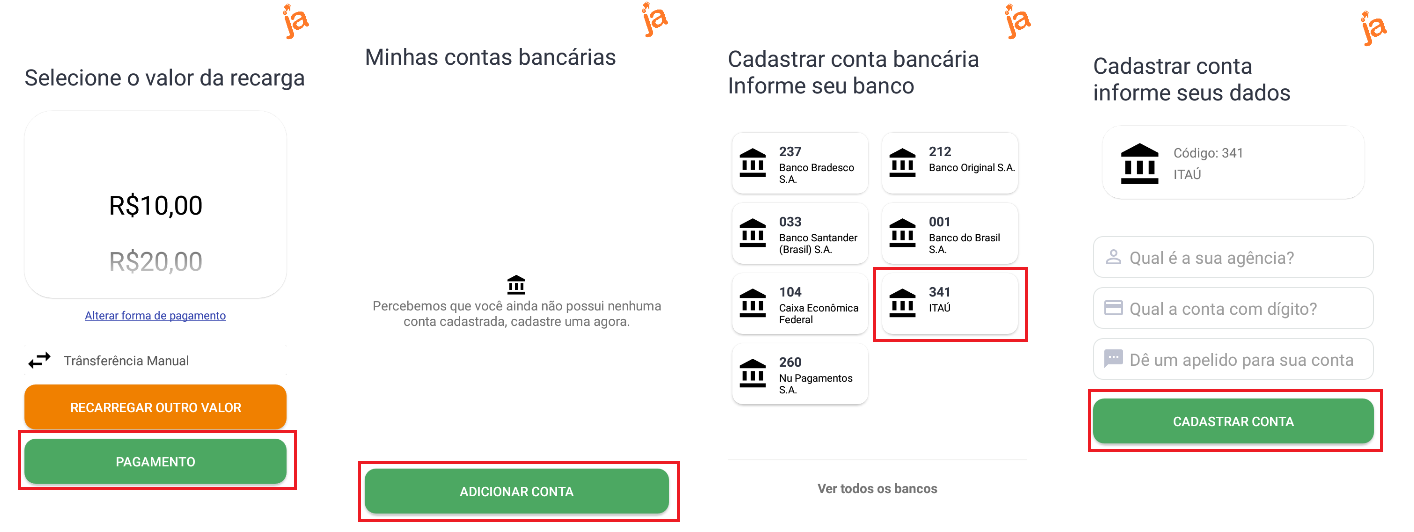 ja
Selecione o valor da recarga
R$10,00
R$20,00
Alterar forma de pagamento
Trânsferência Manual
RECARREGAR OUTRO VALOR
PAGAMENTO
ja
Minhas contas bancárias
Percebemos que você ainda não possui nenhuma
conta cadastrada, cadastre uma agora.
ADICIONAR CONTA
ja
Cadastrar conta bancária
Informe seu banco
237
Banco Bradesco
S.A.
212
Banco Original S.A.
033
Banco Santander
(Brasil) S.A.
001
Banco do Brasil
S.A.
104
Caixa Econômica
Federal
341
ITAÚ
260
Nu Pagamentos
S.A.
Ver todos os bancos
ja
Cadastrar conta
informe seus dados
Código: 341
ITAÚ
Qual é a sua agência?
Qual a conta com dígito?
Dê um apelido para sua conta
CADASTRAR CONTA